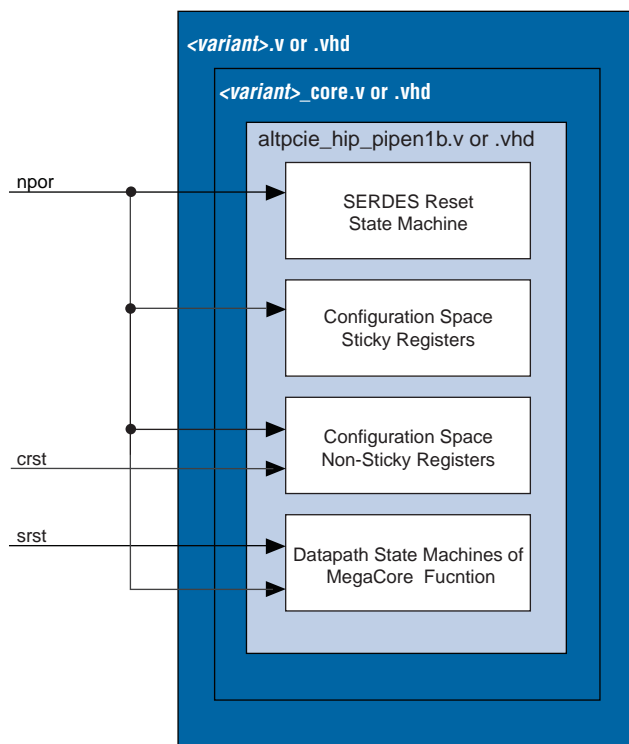 <variant>.v or .vhd
<variant>_core.v or .vhd
altpcie_hip_pipen1b.v or .vhd
npor
SERDES Reset
State Machine
Configuration Space
Sticky Registers
Configuration Space
Non-Sticky Registers
crst
srst
Datapath State Machines of
MegaCore Fucntion